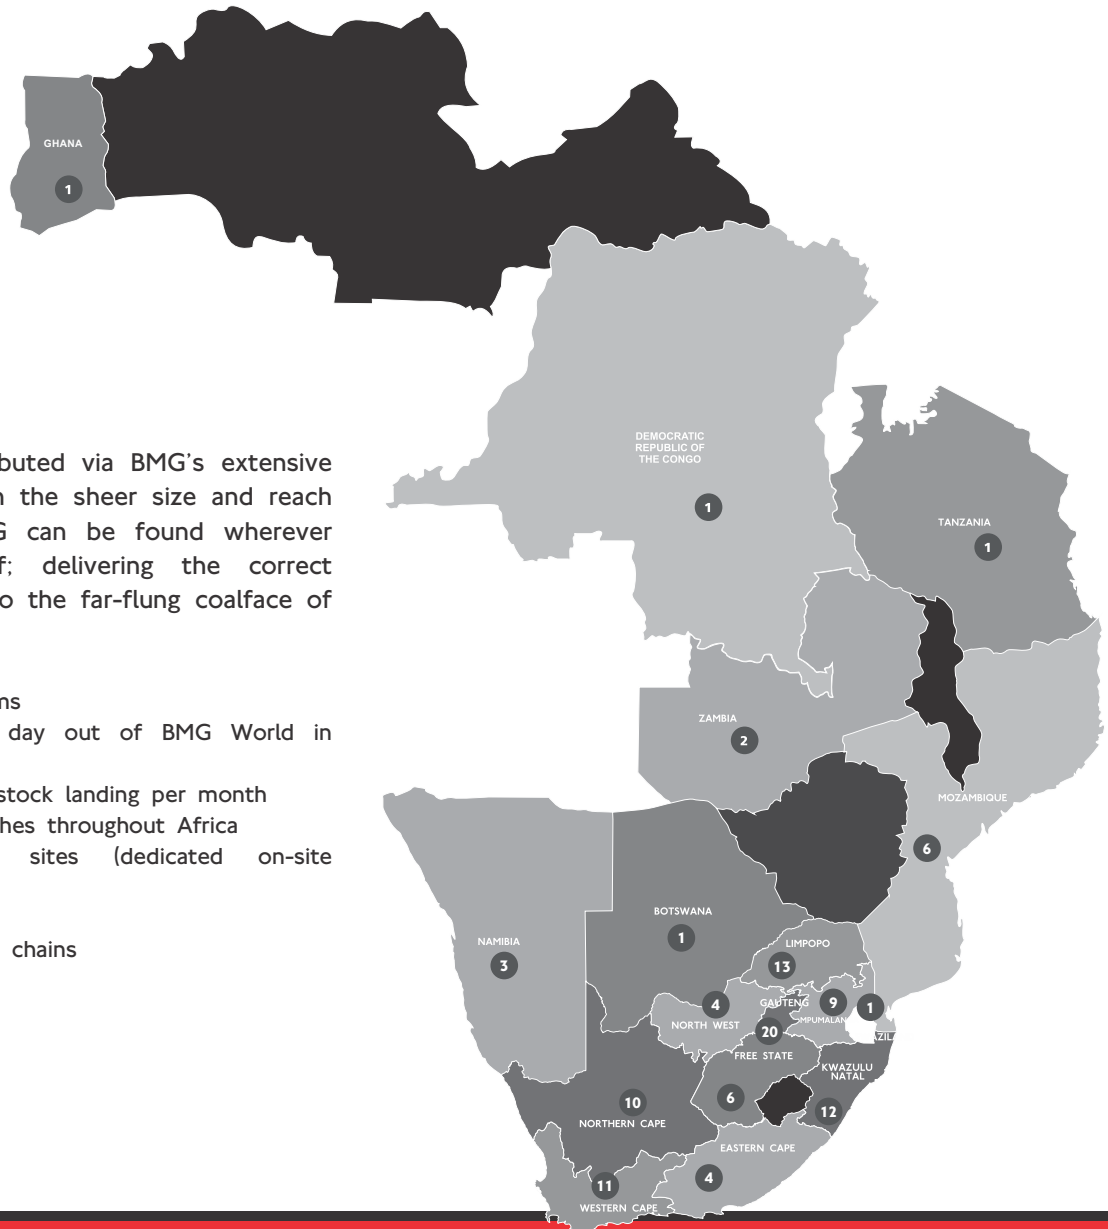 GHANA
1
DEMOCRATIC
REPUBLIC OF
THE CONGO
1
TANZANIA
1
buted via BMG's extensive
n the sheer size and reach
G can be found wherever
f; delivering the correct
o the far-flung coalface of
ms
day out of BMG World in
stock landing per month
hes throughout Africa
sites (dedicated on-site
chains
ZAMBIA
2
MOZAMBIQUE
6
BOTSWANA
1
NAMIBIA
3
LIMPOPO
13
4
NORTH WEST
GAUTENG
20
9
MPUMALAN
1
AZILA
FREE STATE
6
KWAZULU
NATAL
12
10
NORTHERN CAPE
EASTERN CAPE
4
11
WESTERN CAPE